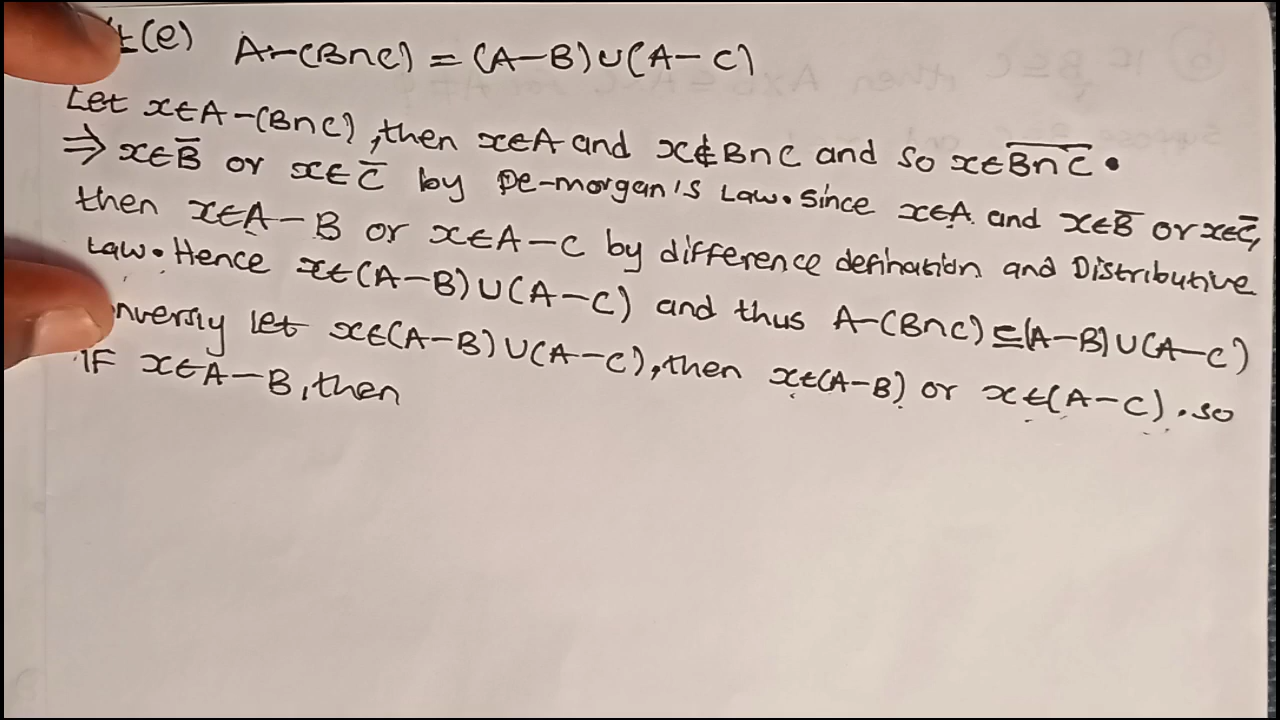 (e) A-(B∩C) = (A-B)∪(A-C)
Let x∈A-(B∩C), then x∈A and x∉B∩C and so x∈B̅∩̅C̅.
⇒ x∈B̅ or x∈C̅ by De-morgan's Law. Since x∈A and x∈B̅ or x∈C̅,
then x∈A-B or x∈A-C by difference defination and Distributive
Law. Hence x∈(A-B)∪(A-C) and thus A-(B∩C)⊆(A-B)∪(A-C)
nversly let x∈(A-B)∪(A-C), then x∈(A-B) or x∈(A-C). so
IF x∈A-B, then